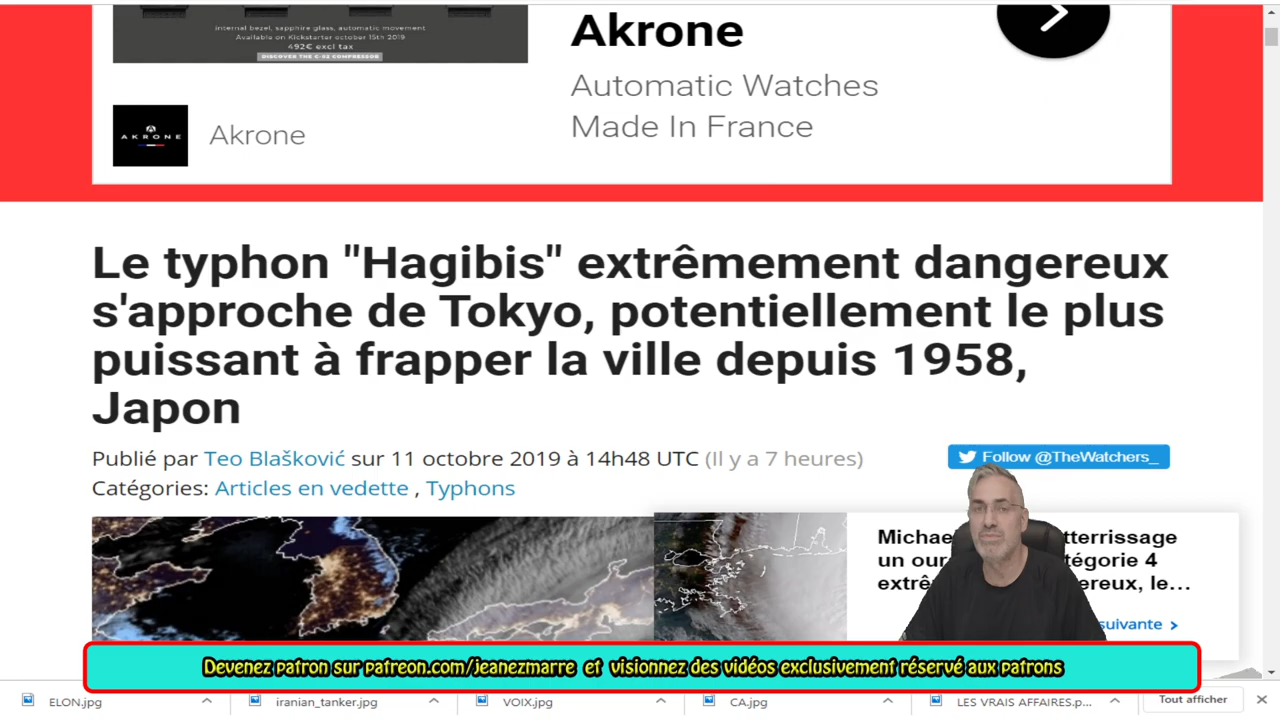 internal bezel, sapphire glass, automatic movement
Available on Kickstarter october 15th 2019
492€ excl tax
DISCOVER THE C-52 COMPRESSOR
Akrone
Automatic Watches
Made In France
AKRONE
Akrone
Le typhon "Hagibis" extrêmement dangereux
s'approche de Tokyo, potentiellement le plus
puissant à frapper la ville depuis 1958,
Japon
Publié par Teo Blašković sur 11 octobre 2019 à 14h48 UTC (Il y a 7 heures)
Follow @TheWatchers_
Catégories: Articles en vedette , Typhons
Michae tterrissage
un our tégorie 4
extrê ereux, le...
suivante >
Devenez patron sur patreon.com/jeanezmarre et visionnez des vidéos exclusivement réservé aux patrons
ELON.jpg
iranian_tanker.jpg
VOIX.jpg
CA.jpg
LES VRAIS AFFAIRES.p...
Tout afficher